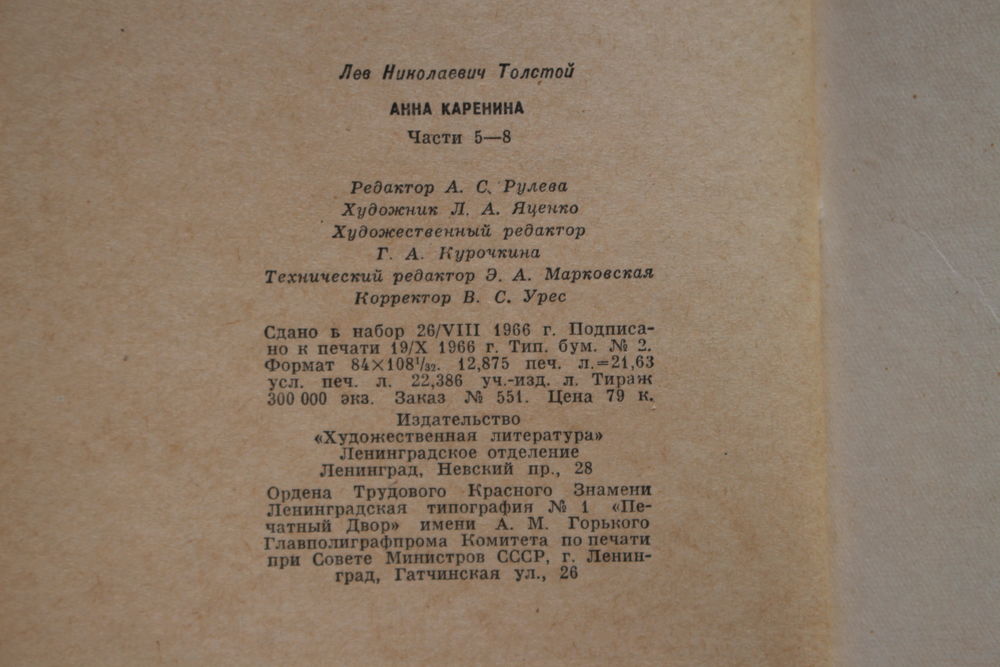 Лев Николаевич Толстой
АННА КАРЕНИНА
Части 5—8
Редактор А. С. Рулева
Художник Л. А. Яценко
Художественный редактор
Г. А. Курочкина
Технический редактор Э. А. Марковская
Корректор В. С. Урес
Сдано в набор 26/VIII 1966 г. Подписа-
но к печати 19/X 1966 г. Тип. бум. № 2.
Формат 84×108¹/₃₂. 12,875 печ. л.=21,63
усл. печ. л. 22,386 уч.-изд. л. Тираж
300 000 экз. Заказ № 551. Цена 79 к.
Издательство
«Художественная литература»
Ленинградское отделение
Ленинград, Невский пр., 28
Ордена Трудового Красного Знамени
Ленинградская типография № 1 «Пе-
чатный Двор» имени А. М. Горького
Главполиграфпрома Комитета по печати
при Совете Министров СССР, г. Ленин-
град, Гатчинская ул., 26